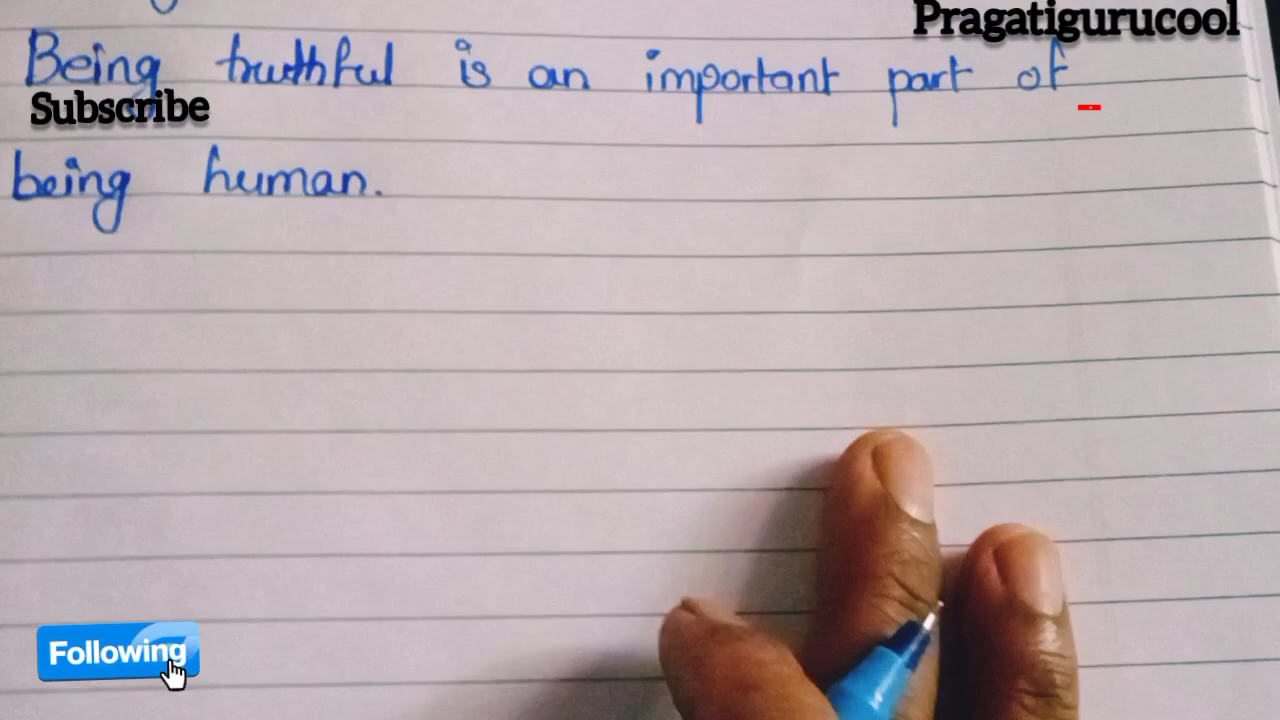 Pragatigurucool
Being truthful is an important part of
Subscribe
being human.
Following